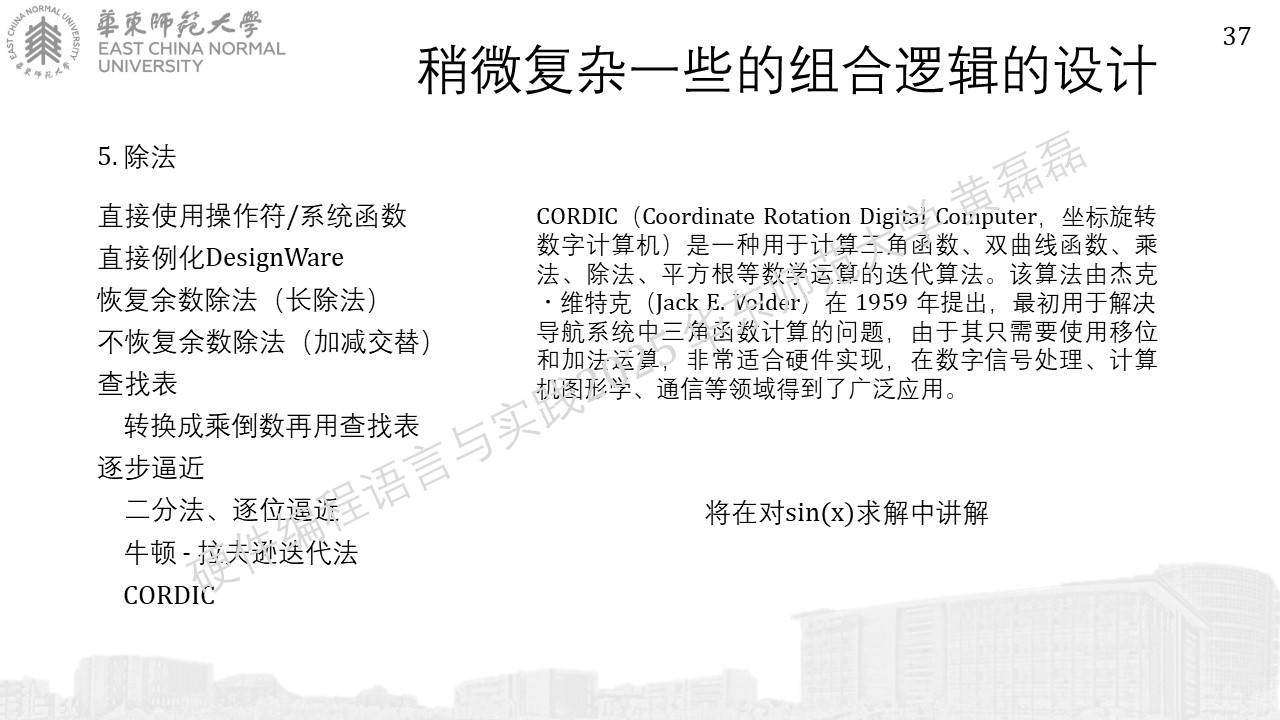 華東師範大學
EAST CHINA NORMAL
UNIVERSITY
EAST CHINA NORMAL UNIVERSITY
華東師範大學
37
稍微复杂一些的组合逻辑的设计
5. 除法
直接使用操作符/系统函数
直接例化DesignWare
恢复余数除法（长除法）
不恢复余数除法（加减交替）
查找表
转换成乘倒数再用查找表
逐步逼近
二分法、逐位逼近
牛顿 - 拉夫逊迭代法
CORDIC
CORDIC（Coordinate Rotation Digital Computer，坐标旋转
数字计算机）是一种用于计算三角函数、双曲线函数、乘
法、除法、平方根等数学运算的迭代算法。该算法由杰克
・维特克（Jack E. Volder）在 1959 年提出，最初用于解决
导航系统中三角函数计算的问题，由于其只需要使用移位
和加法运算，非常适合硬件实现，在数字信号处理、计算
机图形学、通信等领域得到了广泛应用。
将在对sin(x)求解中讲解
硬件编程语言与实践2025 华东师范大学 黄磊磊